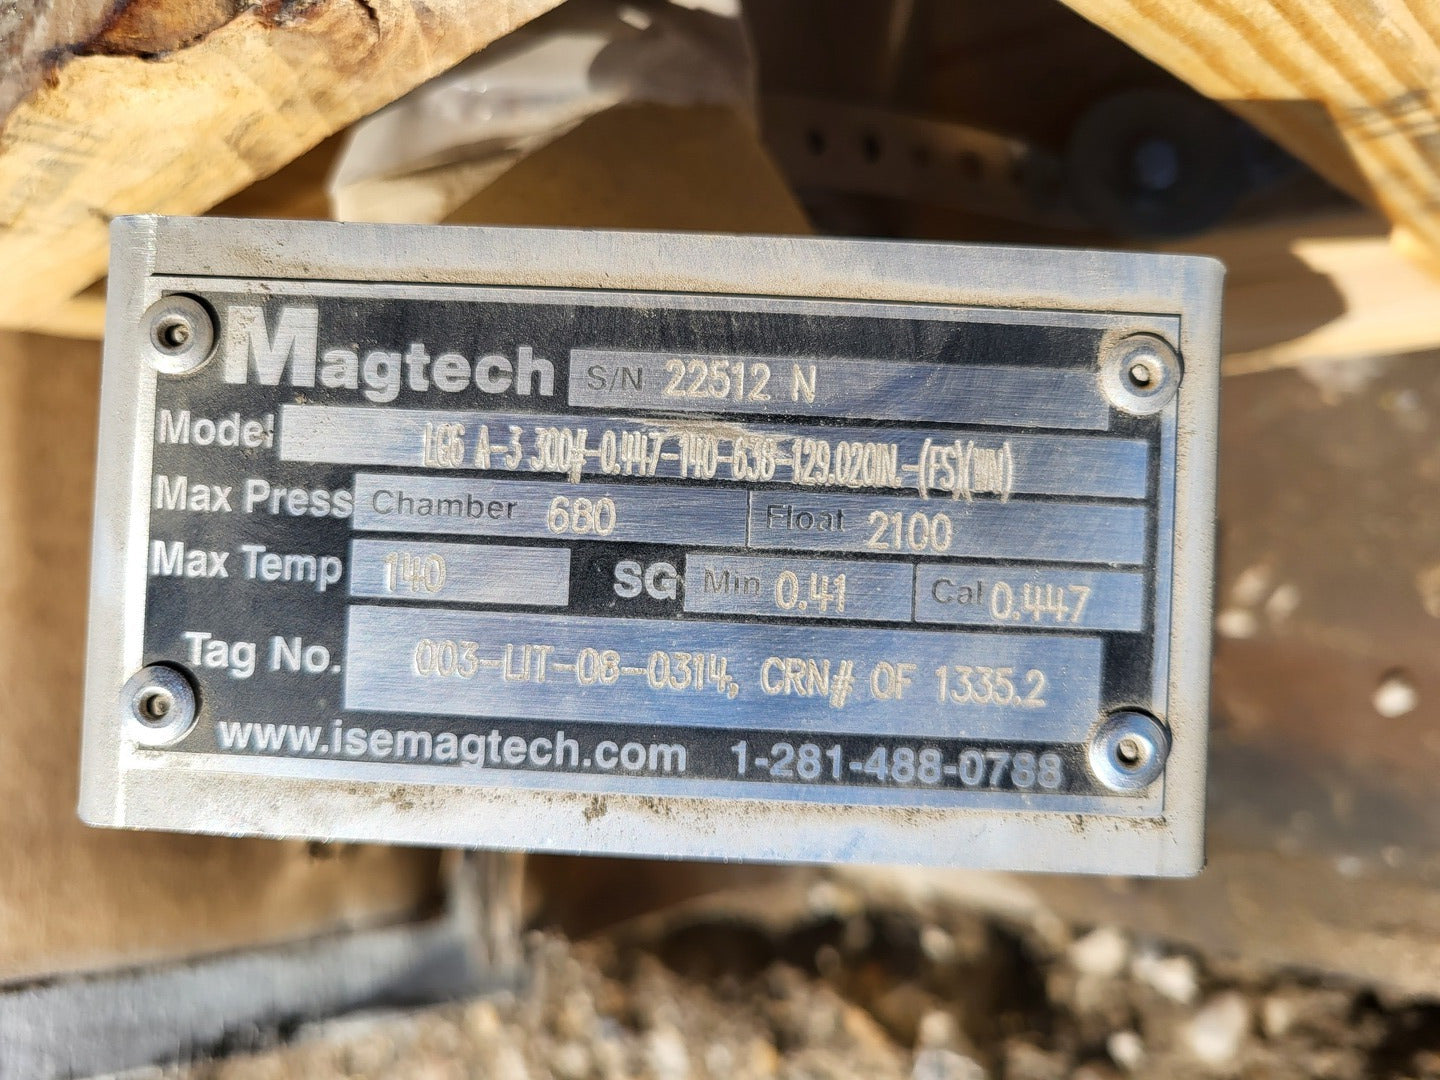 Magtech S/N 22512 N
Model LG6 A-3 300#-0.447-140-638-129.020IN.-(FS)(WN)
Max Press Chamber 680 Float 2100
Max Temp 140 SG Min 0.41 Cal 0.447
Tag No. 003-LIT-08-0314, CRN# OF 1335.2
www.isemagtech.com 1-281-488-0788